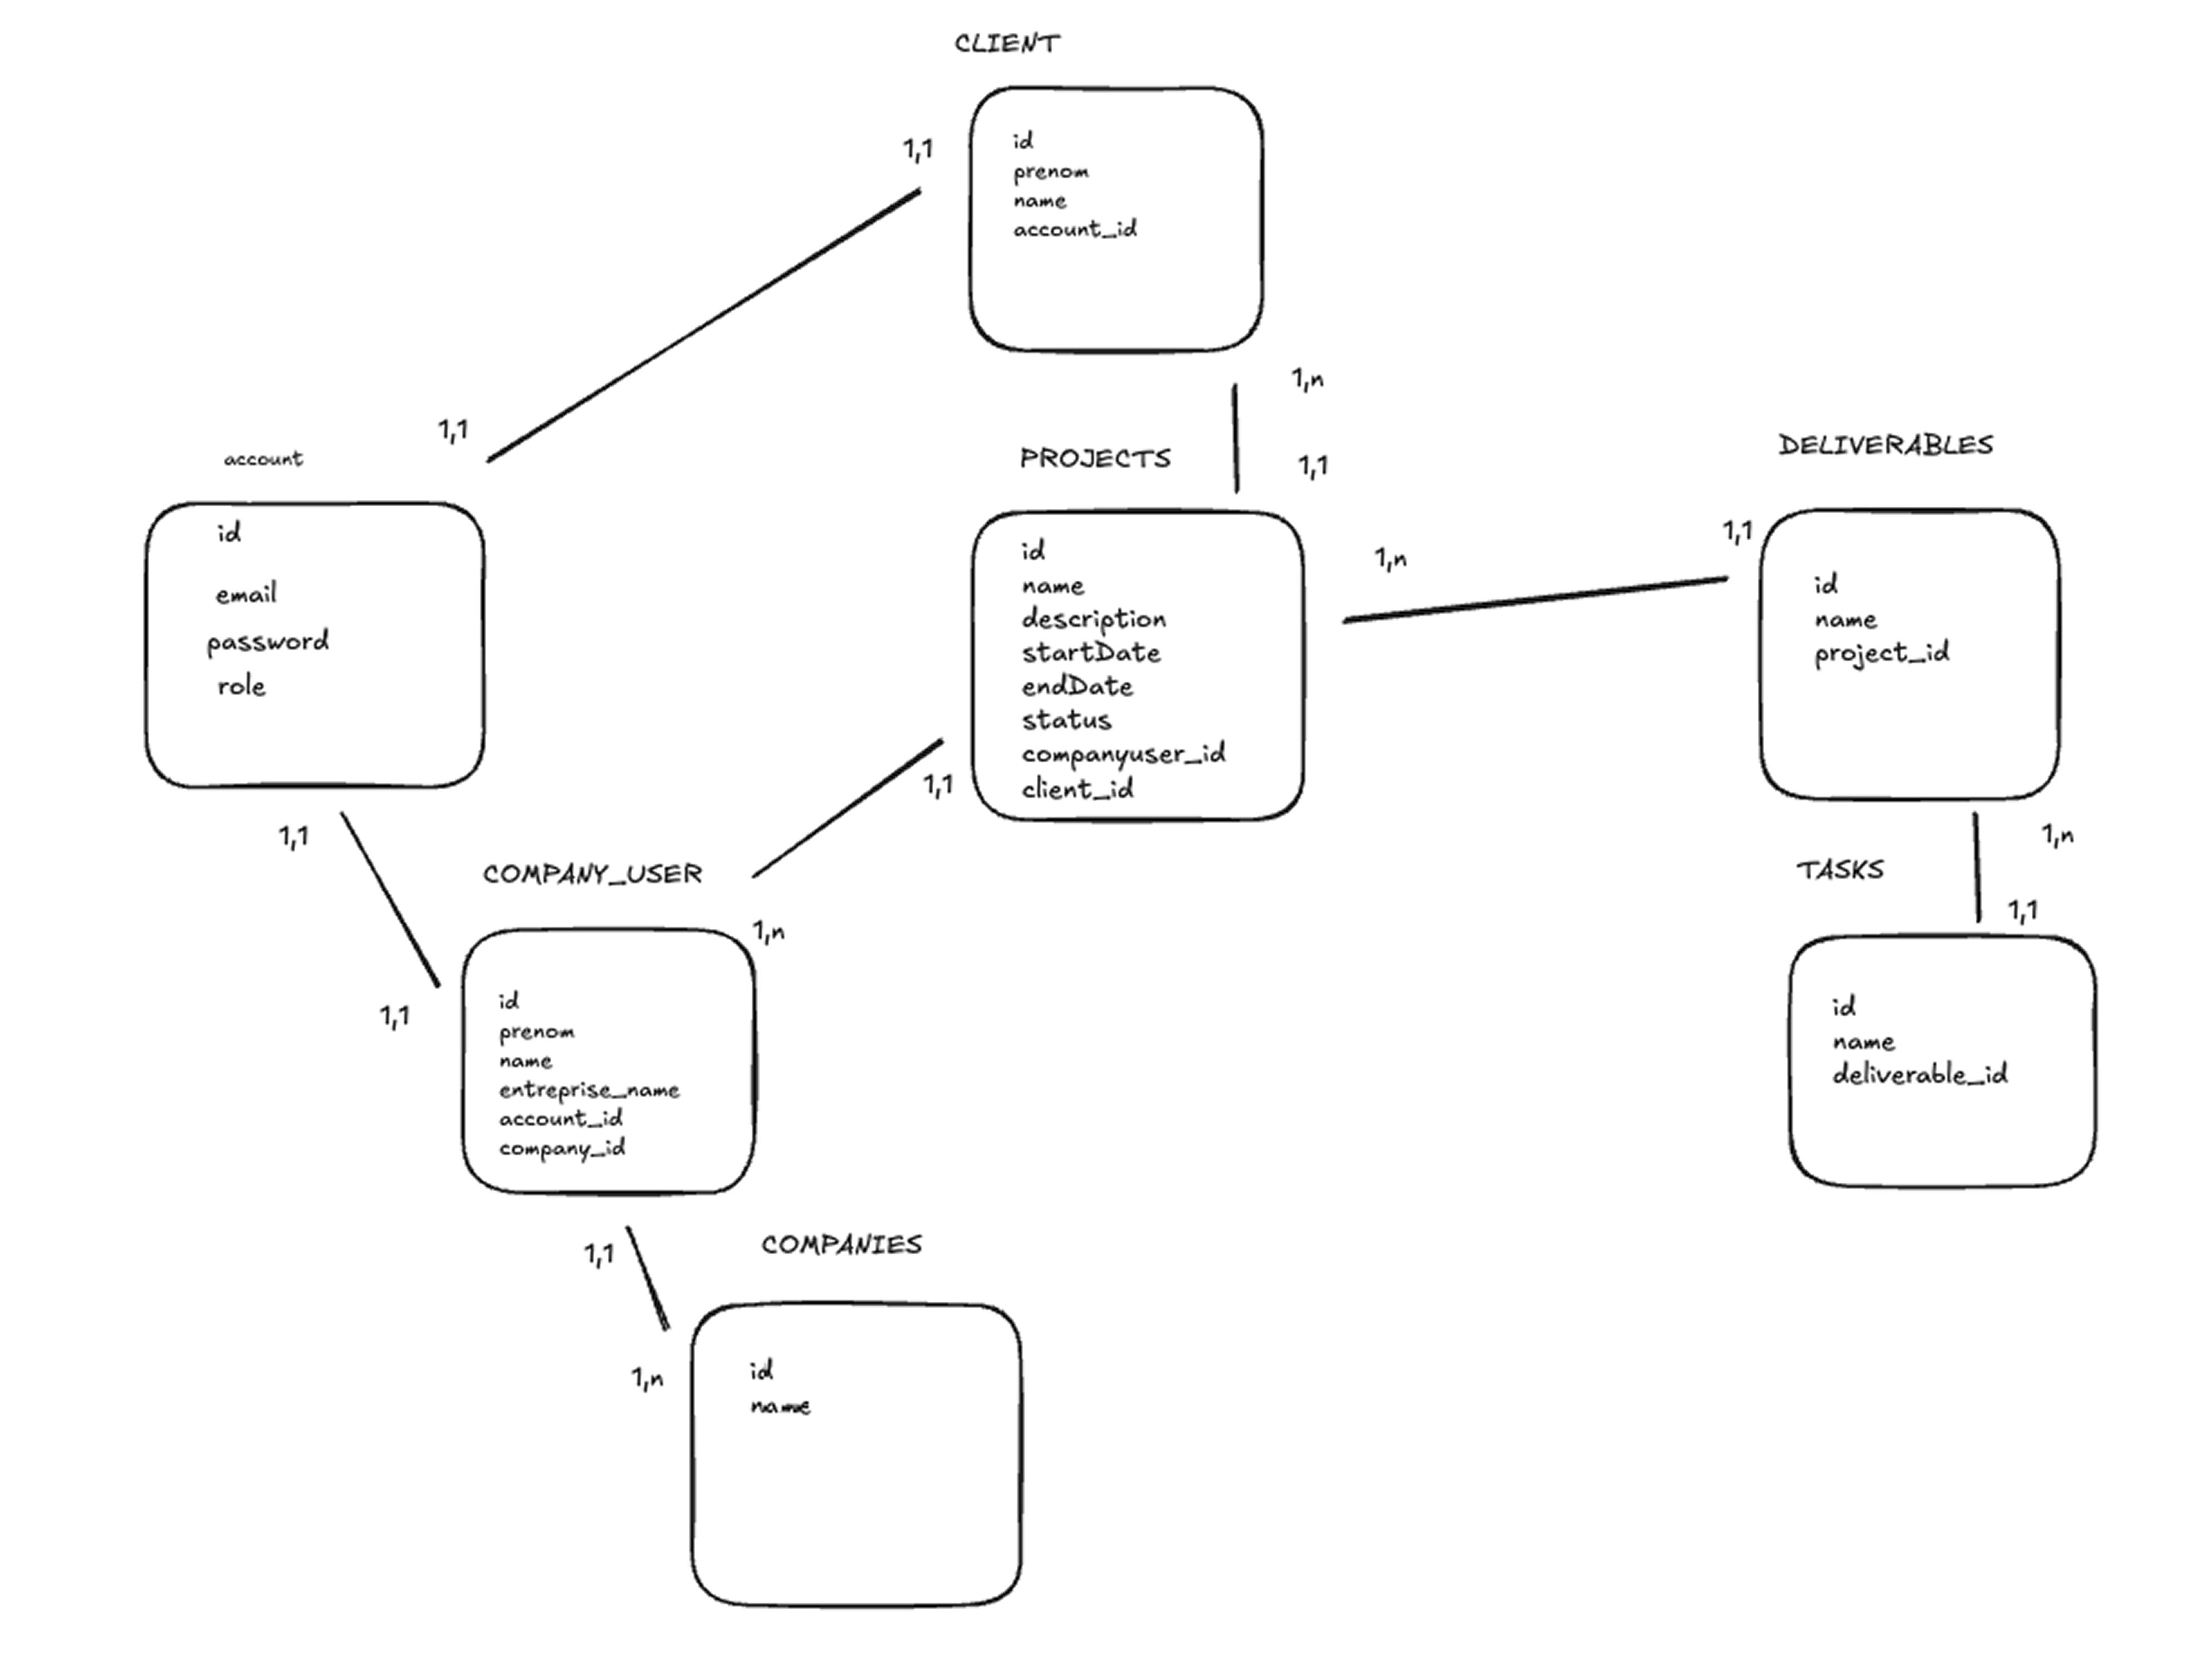 CLIENT
1,1
id
prenom
name
account_id
1,n
1,1
account
id
email
password
role
1,1
PROJECTS
1,1
id
name
description
startDate
endDate
status
companyuser_id
client_id
1,n
1,1
DELIVERABLES
id
name
project_id
1,n
1,1
TASKS
id
name
deliverable_id
1,1
1,1
1,1
COMPANY_USER
1,n
id
prenom
name
entreprise_name
account_id
company_id
1,1
1,n
COMPANIES
id
name